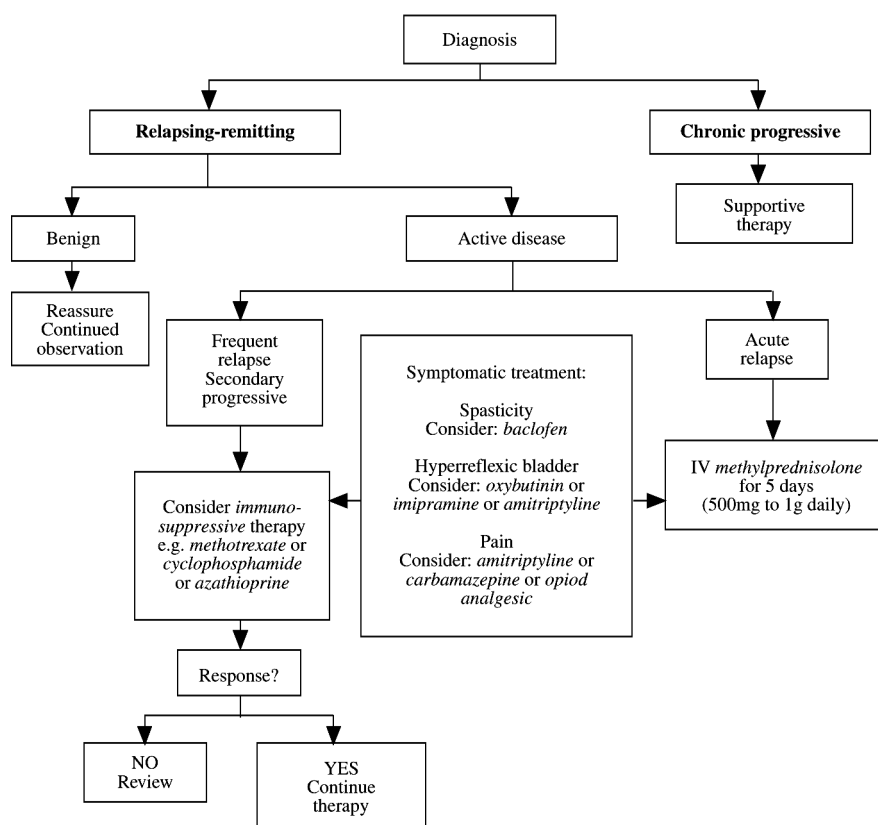 Diagnosis
Relapsing-remitting
Chronic progressive
Benign
Active disease
Supportive
therapy
Reassure
Continued
observation
Frequent
relapse
Secondary
progressive
Symptomatic treatment:
Spasticity
Consider: baclofen
Hyperreflexic bladder
Consider: oxybutinin or
imipramine or amitriptyline
Pain
Consider: amitriptyline or
carbamazepine or opiod
analgesic
Acute
relapse
Consider immuno-
suppressive therapy
e.g. methotrexate or
cyclophosphamide
or azathioprine
IV methylprednisolone
for 5 days
(500mg to 1g daily)
Response?
NO
Review
YES
Continue
therapy